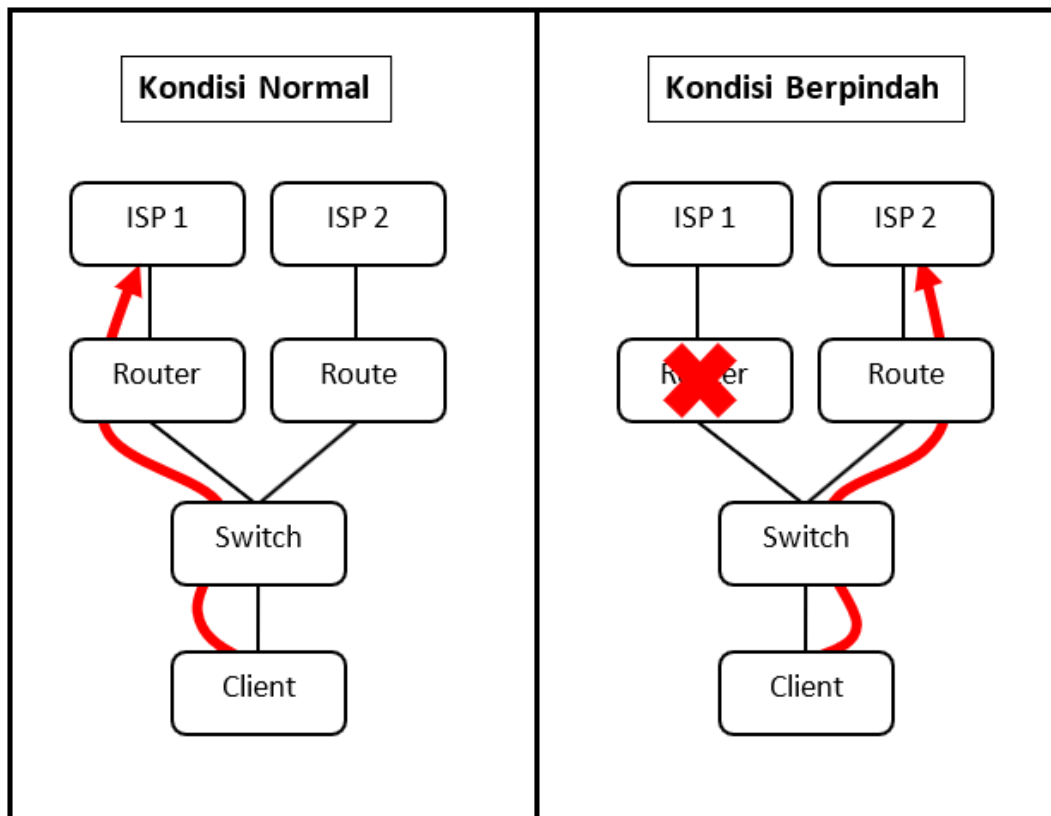 Kondisi Normal
ISP 1
ISP 2
Router
Route
Switch
Client
Kondisi Berpindah
ISP 1
ISP 2
Route
Switch
Client